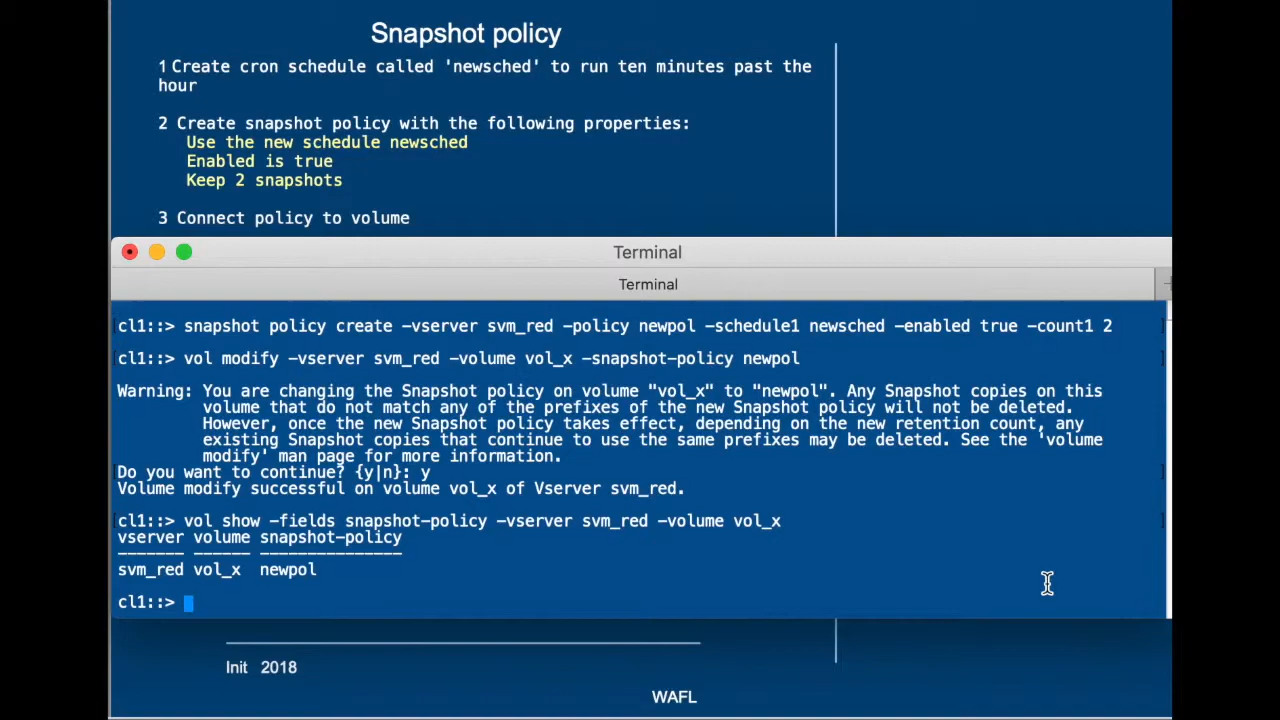 Snapshot policy
1 Create cron schedule called 'newsched' to run ten minutes past the
hour
2 Create snapshot policy with the following properties:
Use the new schedule newsched
Enabled is true
Keep 2 snapshots
3 Connect policy to volume
Terminal
Terminal
cl1::> snapshot policy create -vserver svm_red -policy newpol -schedule1 newsched -enabled true -count1 2
cl1::> vol modify -vserver svm_red -volume vol_x -snapshot-policy newpol
Warning: You are changing the Snapshot policy on volume "vol_x" to "newpol". Any Snapshot copies on this
volume that do not match any of the prefixes of the new Snapshot policy will not be deleted.
However, once the new Snapshot policy takes effect, depending on the new retention count, any
existing Snapshot copies that continue to use the same prefixes may be deleted. See the 'volume
modify' man page for more information.
Do you want to continue? {y|n}: y
Volume modify successful on volume vol_x of Vserver svm_red.
cl1::> vol show -fields snapshot-policy -vserver svm_red -volume vol_x
vserver volume snapshot-policy
------- ------ ---------------
svm_red vol_x newpol
cl1::>
Init 2018
WAFL